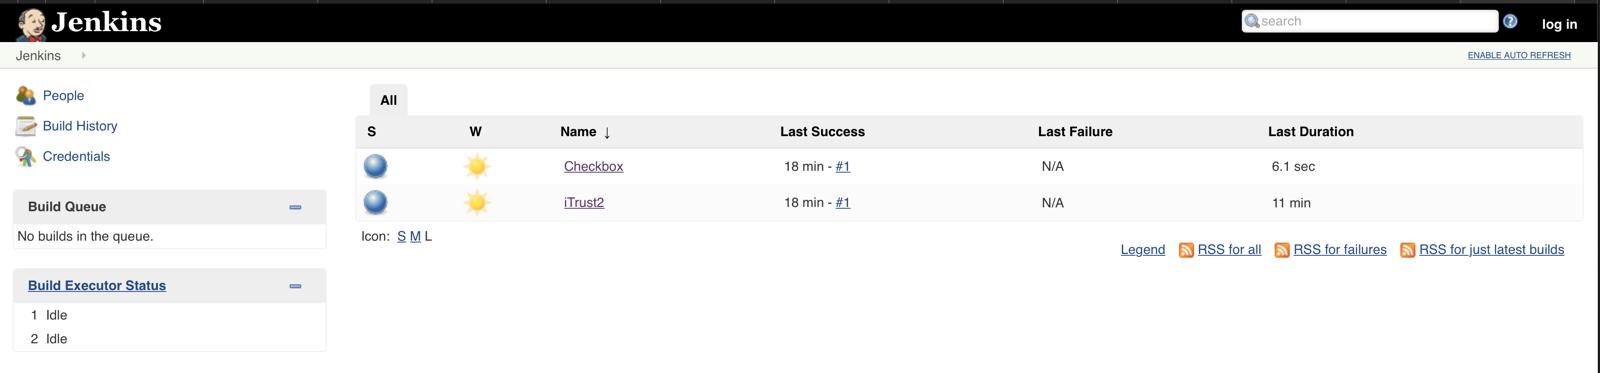 Jenkins
search
? log in
Jenkins
ENABLE AUTO REFRESH
People
Build History
Credentials
Build Queue
No builds in the queue.
Build Executor Status
1 Idle
2 Idle
All
S W Name ↓ Last Success Last Failure Last Duration
Checkbox 18 min - #1 N/A 6.1 sec
iTrust2 18 min - #1 N/A 11 min
Icon: S M L
Legend RSS for all RSS for failures RSS for just latest builds